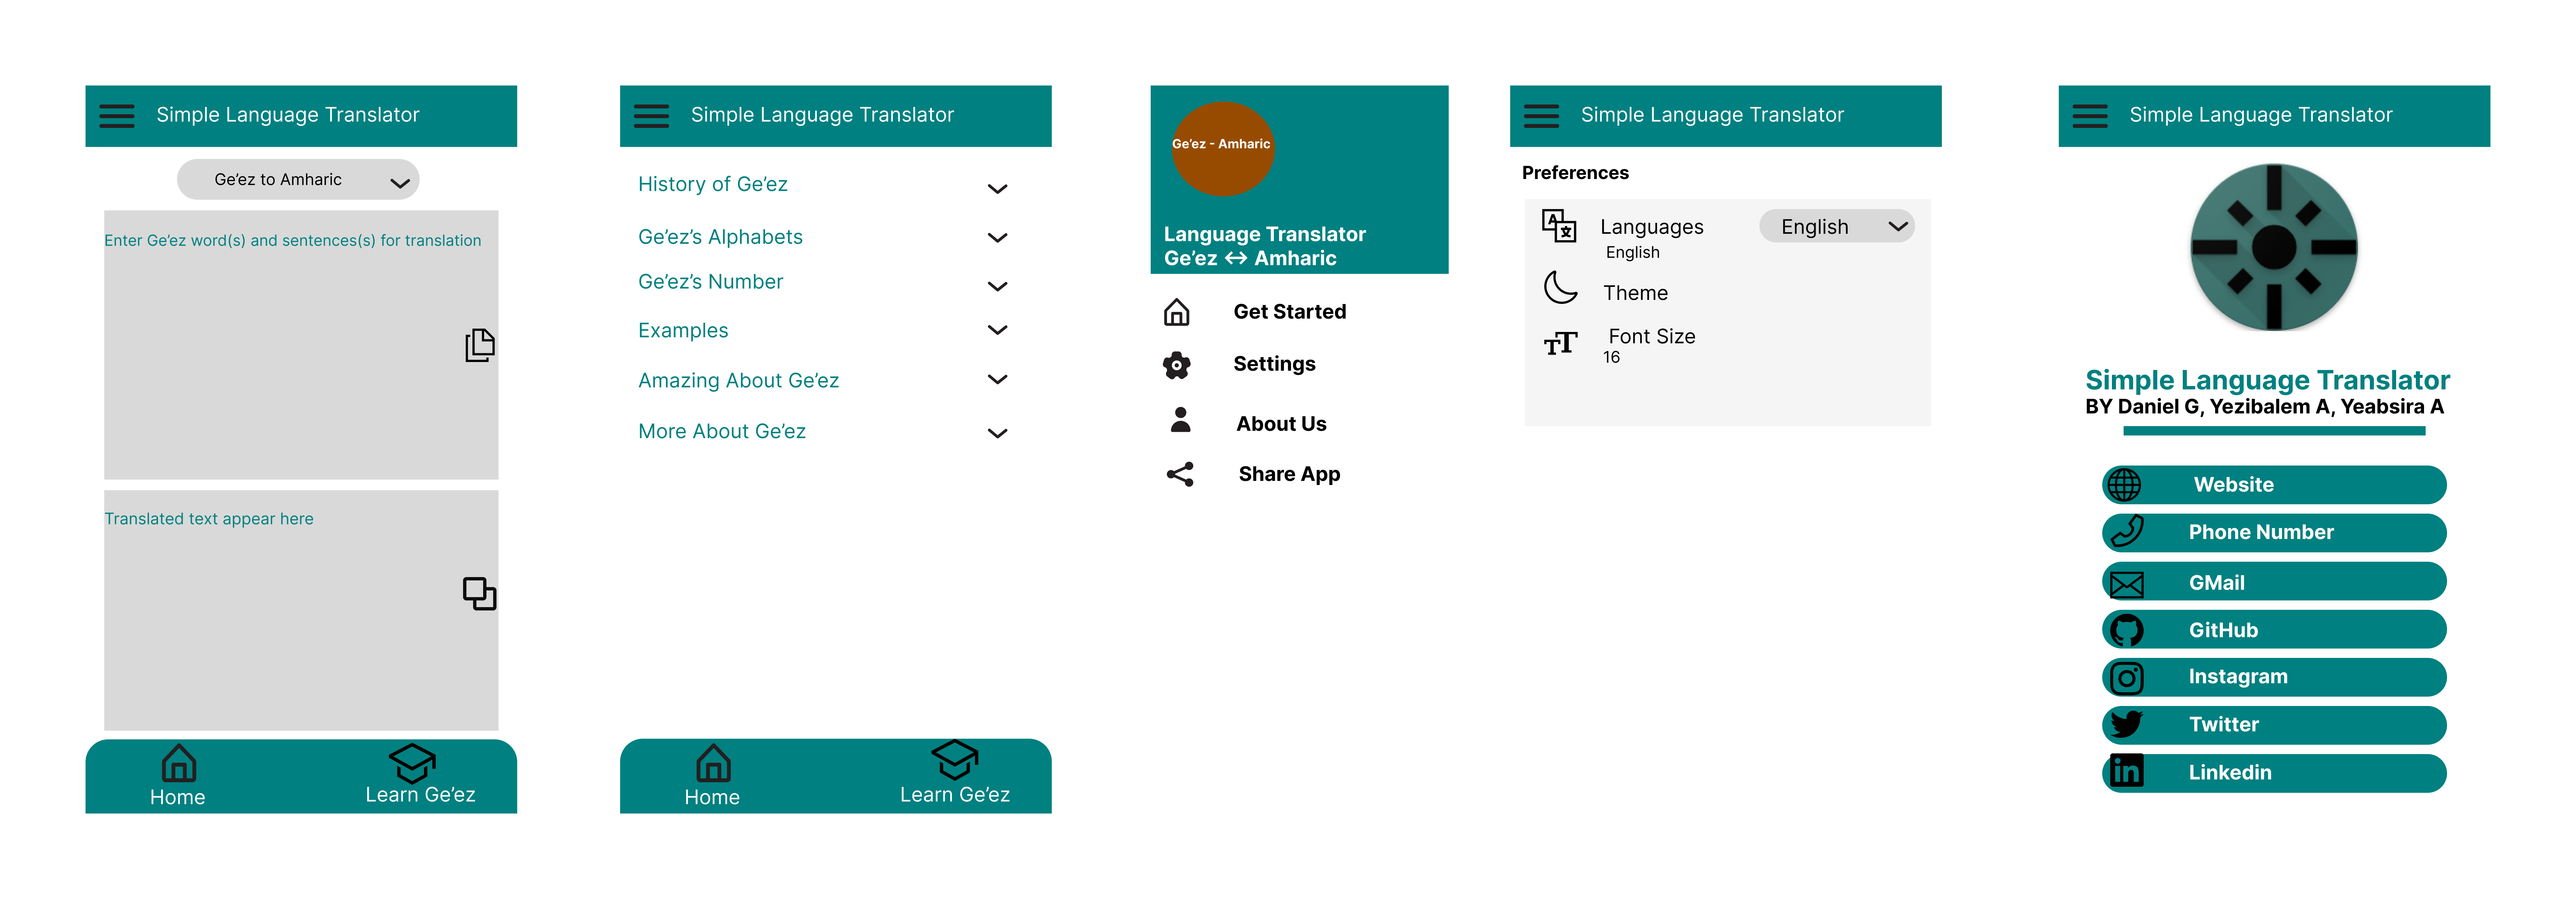 Simple Language Translator
Ge’ez to Amharic
Enter Ge’ez word(s) and sentences(s) for translation
Translated text appear here
Home
Learn Ge’ez
Simple Language Translator
History of Ge’ez
Ge’ez’s Alphabets
Ge’ez’s Number
Examples
Amazing About Ge’ez
More About Ge’ez
Home
Learn Ge’ez
Ge’ez - Amharic
Language Translator
Ge’ez <-> Amharic
Get Started
Settings
About Us
Share App
Simple Language Translator
Preferences
Languages
English
English
Theme
Font Size
16
Simple Language Translator
Simple Language Translator
BY Daniel G, Yezibalem A, Yeabsira A
Website
Phone Number
GMail
GitHub
Instagram
Twitter
Linkedin